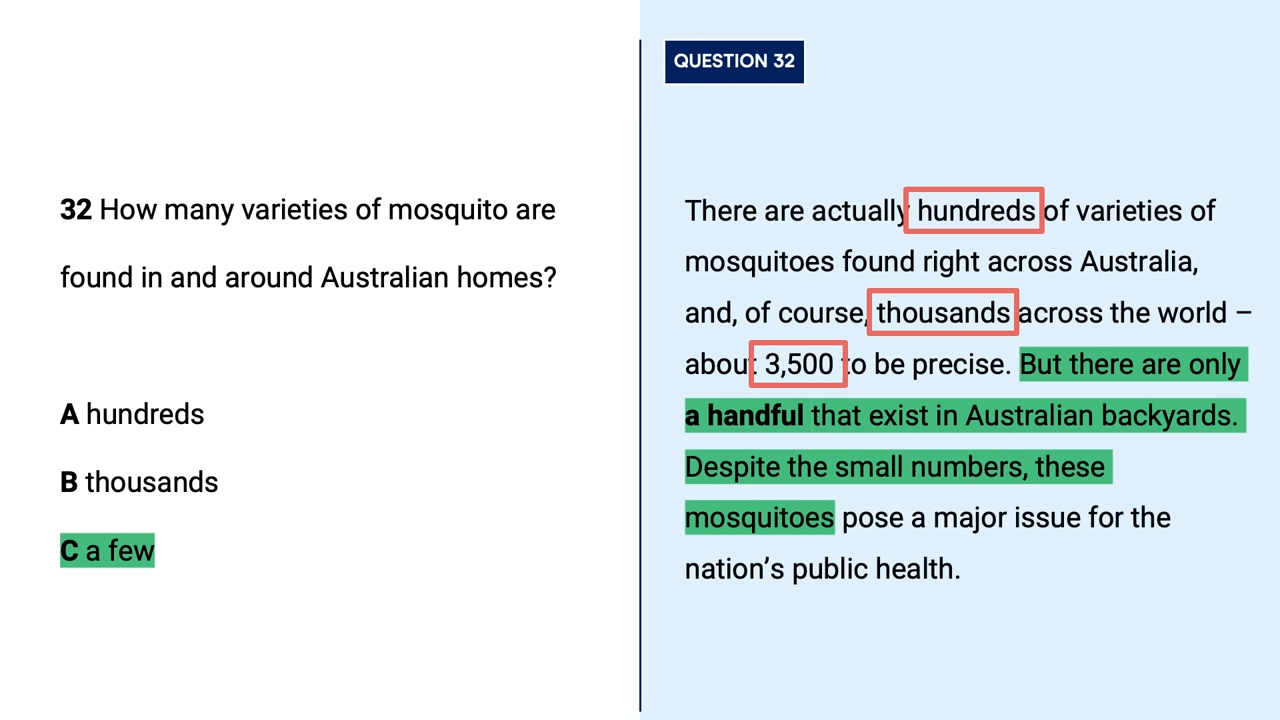 32 How many varieties of mosquito are
found in and around Australian homes?
A hundreds
B thousands
C a few
QUESTION 32
There are actually hundreds of varieties of
mosquitoes found right across Australia,
and, of course, thousands across the world –
about 3,500 to be precise. But there are only
a handful that exist in Australian backyards.
Despite the small numbers, these
mosquitoes pose a major issue for the
nation’s public health.